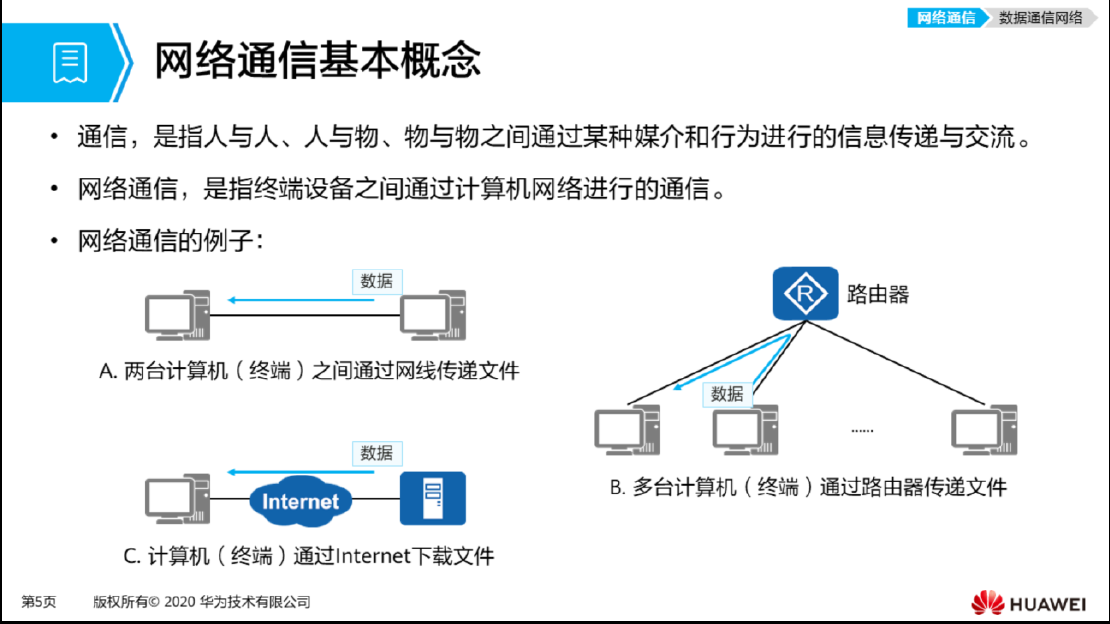 网络通信 数据通信网络
网络通信基本概念
• 通信，是指人与人、人与物、物与物之间通过某种媒介和行为进行的信息传递与交流。
• 网络通信，是指终端设备之间通过计算机网络进行的通信。
• 网络通信的例子：
数据
A. 两台计算机（终端）之间通过网线传递文件
R 路由器
数据
......
B. 多台计算机（终端）通过路由器传递文件
数据
Internet
C. 计算机（终端）通过Internet下载文件
第5页 版权所有© 2020 华为技术有限公司
HUAWEI